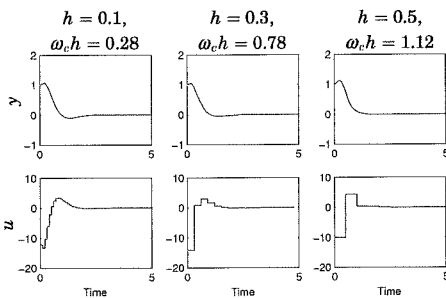 h = 0.1, h = 0.3, h = 0.5,
ω_c h = 0.28 ω_c h = 0.78 ω_c h = 1.12
y
2 2 2
1 1 1
0 0 0
-1 -1 -1
0 5 0 5 0 5
u
10 10 10
0 0 0
-10 -10 -10
-20 -20 -20
0 Time 5 0 Time 5 0 Time 5